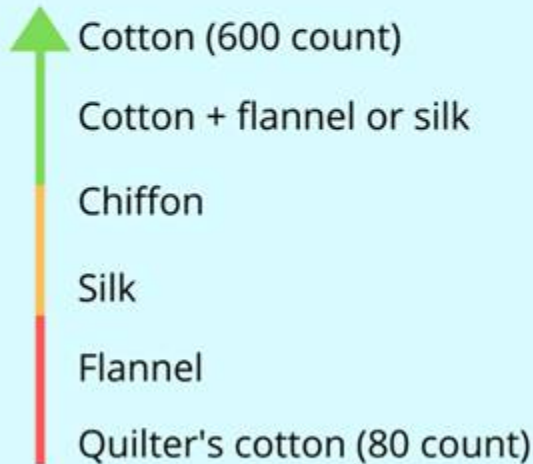 Cotton (600 count)
Cotton + flannel or silk
Chiffon
Silk
Flannel
Quilter's cotton (80 count)